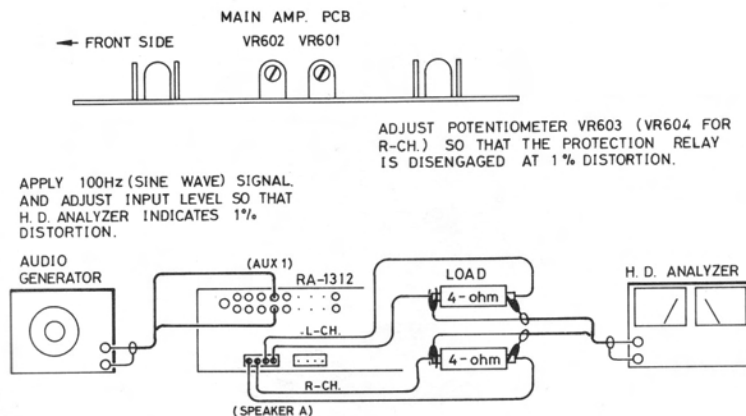 MAIN AMP. PCB
← FRONT SIDE
VR602 VR601
ADJUST POTENTIOMETER VR603 (VR604 FOR
R-CH.) SO THAT THE PROTECTION RELAY
IS DISENGAGED AT 1% DISTORTION.
APPLY 100Hz (SINE WAVE) SIGNAL,
AND ADJUST INPUT LEVEL SO THAT
H. D. ANALYZER INDICATES 1%
DISTORTION.
AUDIO
GENERATOR
(AUX 1)
RA-1312
LOAD
H. D. ANALYZER
4-ohm
L-CH.
4-ohm
R-CH.
(SPEAKER A)